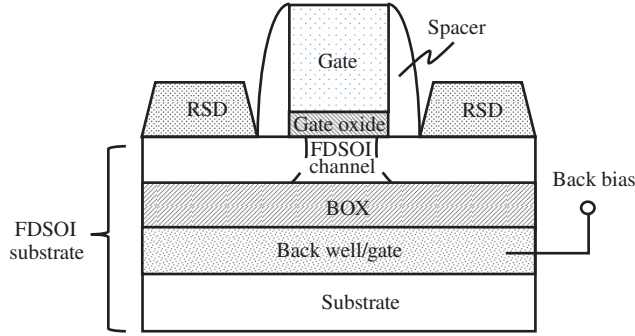 Spacer
Gate
RSD
RSD
Gate oxide
FDSOI
channel
Back bias
BOX
FDSOI
substrate
Back well/gate
Substrate